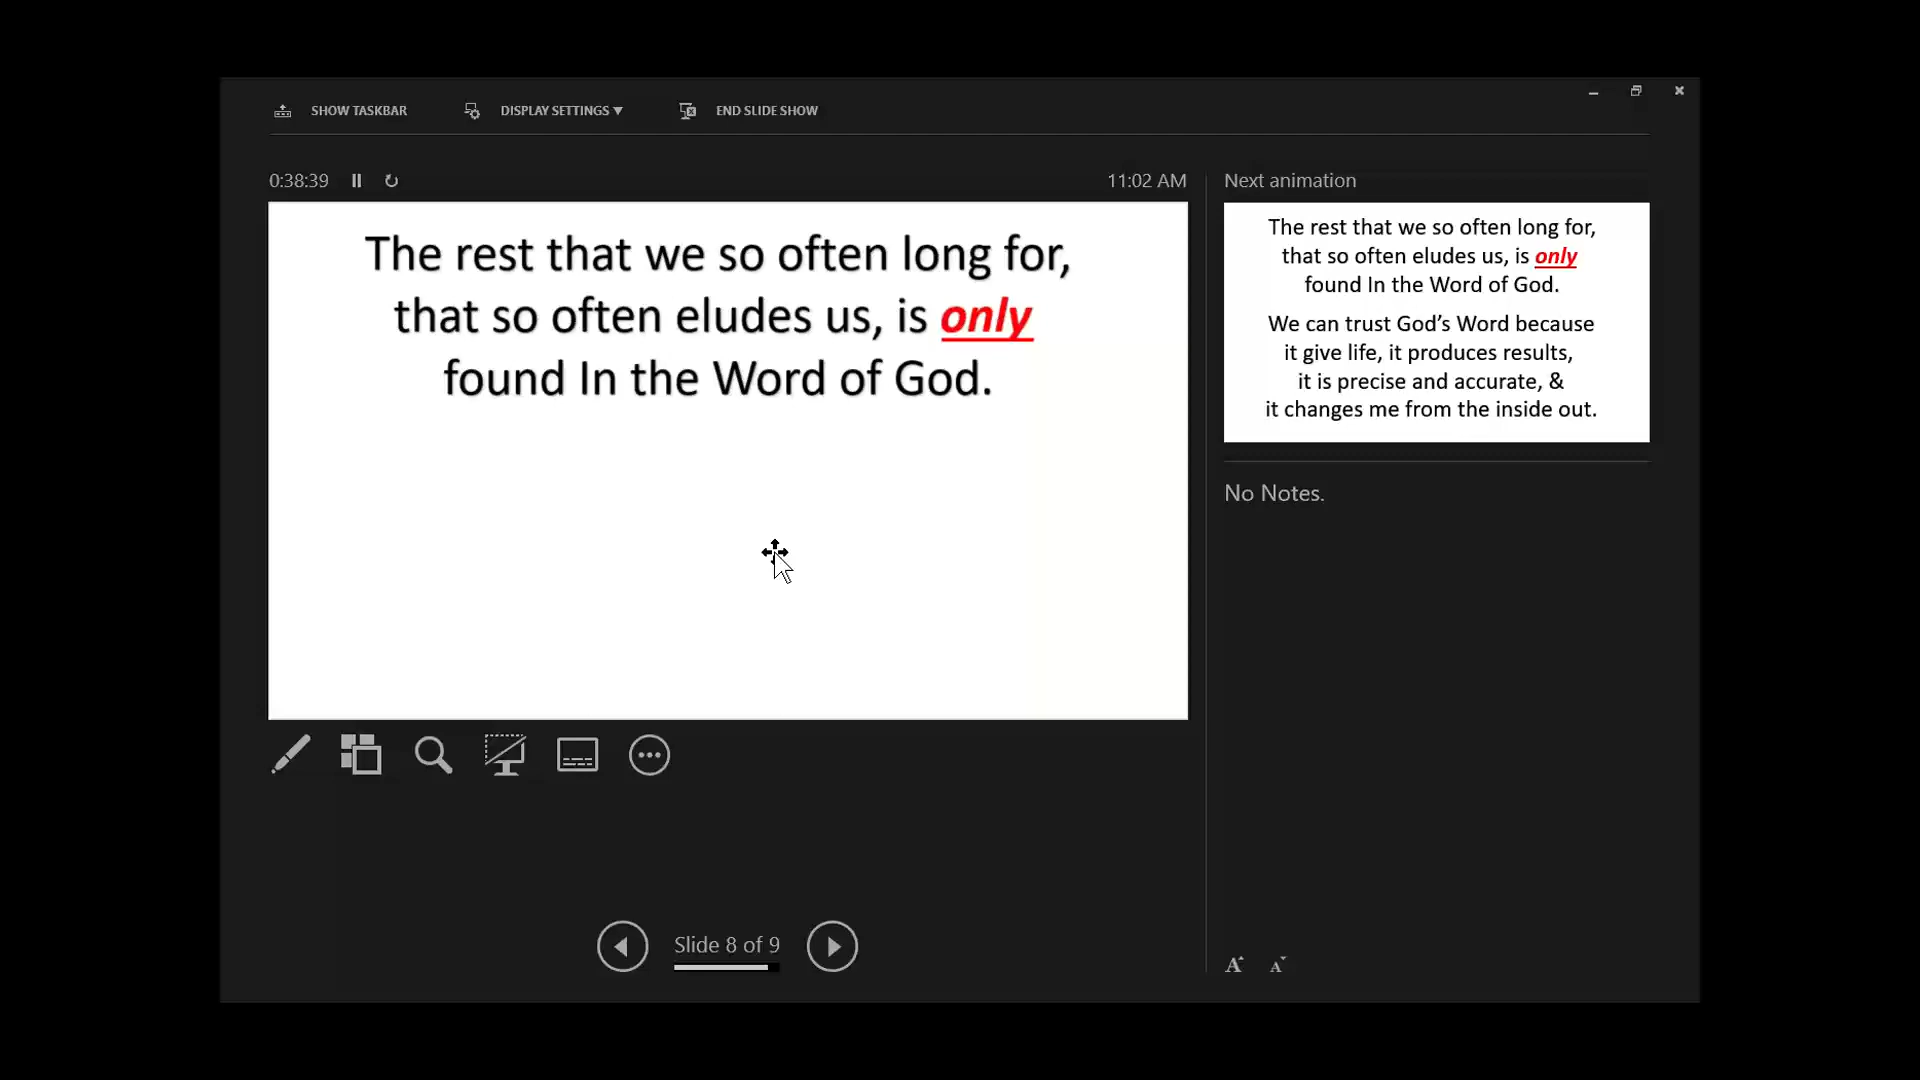 SHOW TASKBAR
DISPLAY SETTINGS ▼
END SLIDE SHOW
0:38:39
11:02 AM
The rest that we so often long for,
that so often eludes us, is only
found In the Word of God.
Next animation
The rest that we so often long for,
that so often eludes us, is only
found In the Word of God.
We can trust God's Word because
it give life, it produces results,
it is precise and accurate, &
it changes me from the inside out.
No Notes.
Slide 8 of 9
A A